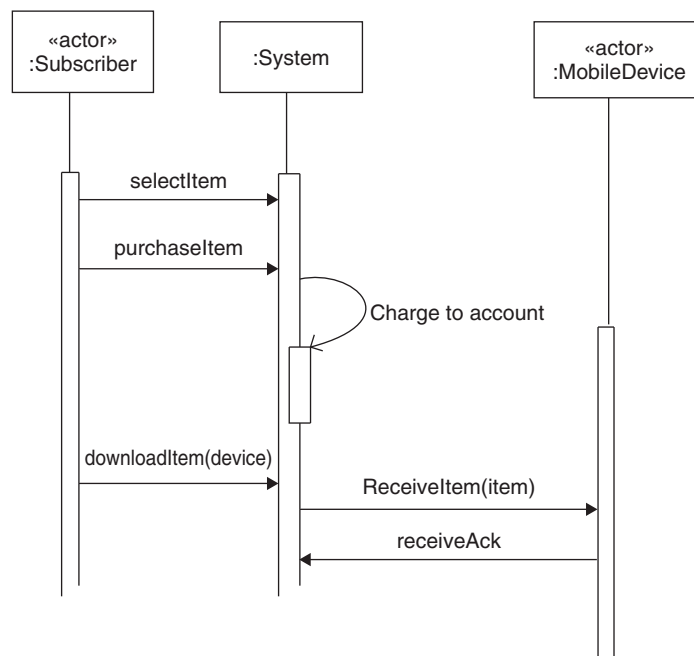 «actor»
:Subscriber
:System
«actor»
:MobileDevice
selectItem
purchaseItem
Charge to account
downloadItem(device)
ReceiveItem(item)
receiveAck